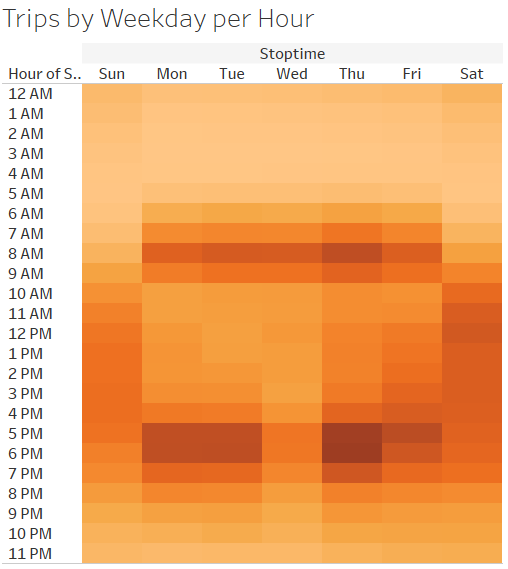 Trips by Weekday per Hour
Stoptime
Hour of S.. Sun Mon Tue Wed Thu Fri Sat
12 AM
1 AM
2 AM
3 AM
4 AM
5 AM
6 AM
7 AM
8 AM
9 AM
10 AM
11 AM
12 PM
1 PM
2 PM
3 PM
4 PM
5 PM
6 PM
7 PM
8 PM
9 PM
10 PM
11 PM